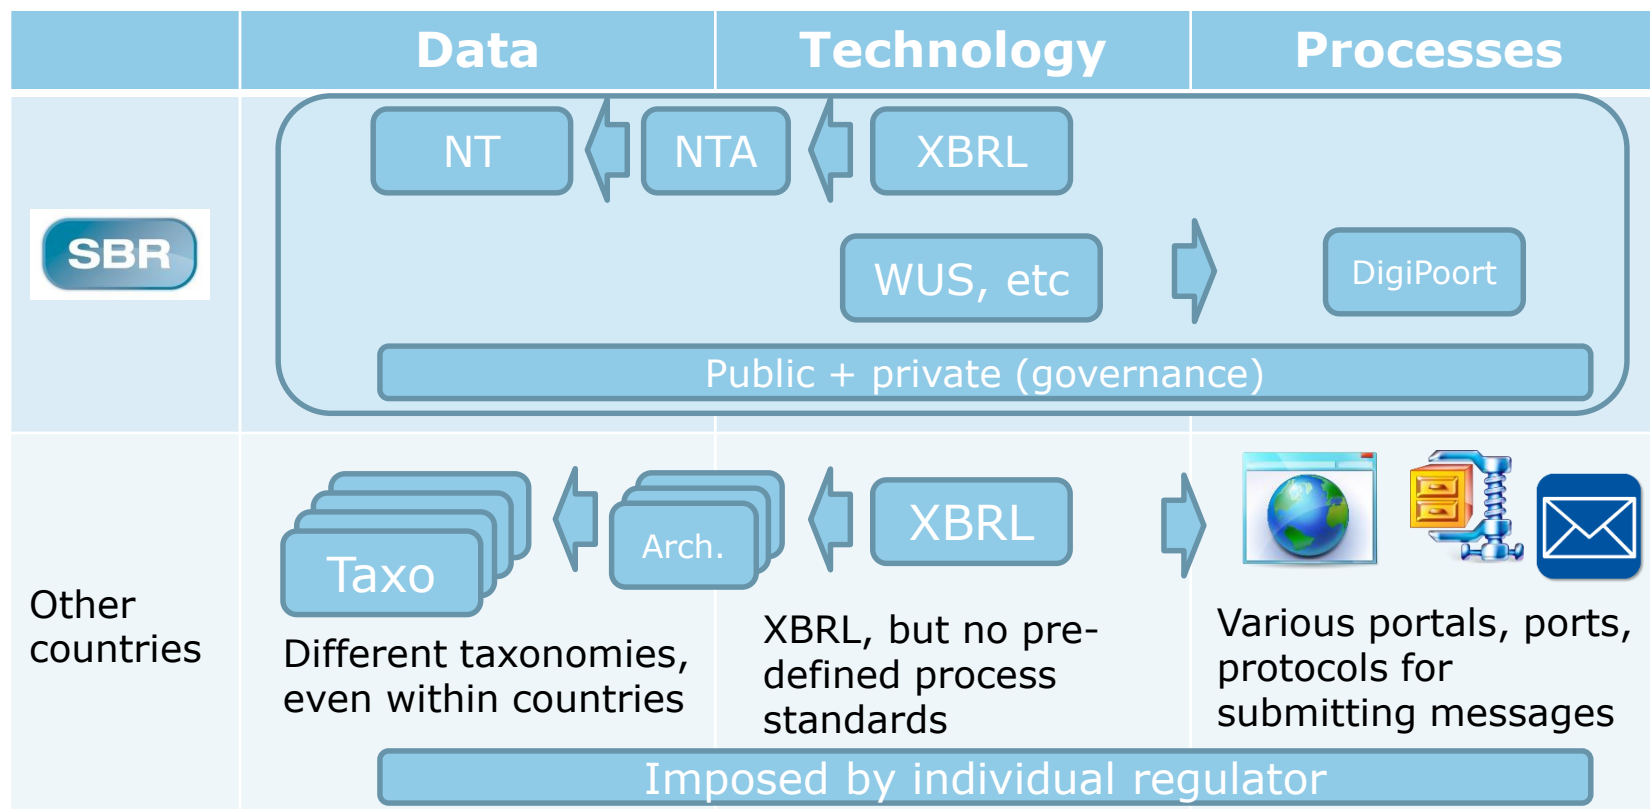 Data Technology Processes
NT NTA XBRL
SBR
WUS, etc DigiPoort
Public + private (governance)
Other
countries
Taxo
Arch.
XBRL
Different taxonomies,
even within countries
XBRL, but no pre-
defined process
standards
Various portals, ports,
protocols for
submitting messages
Imposed by individual regulator